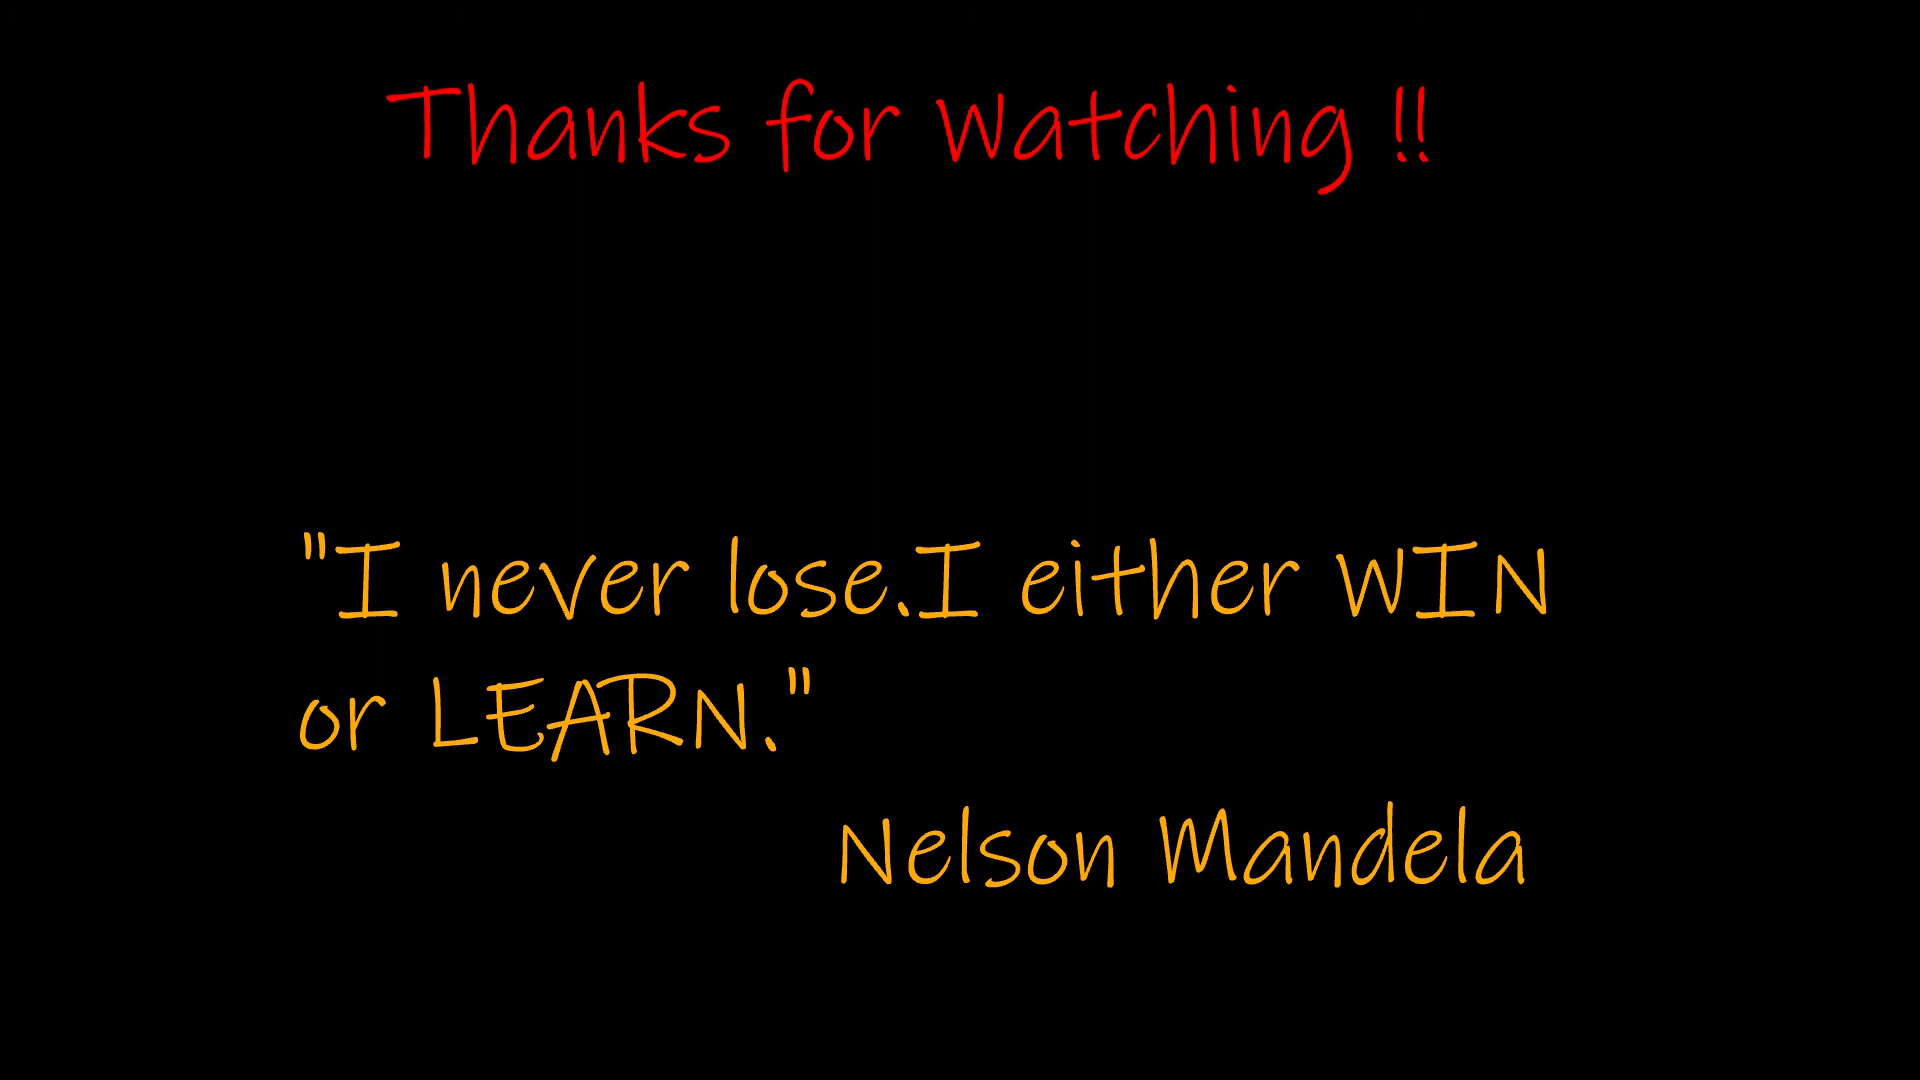 Thanks for Watching !!
"I never lose.I either WIN
or LEARN."
Nelson Mandela